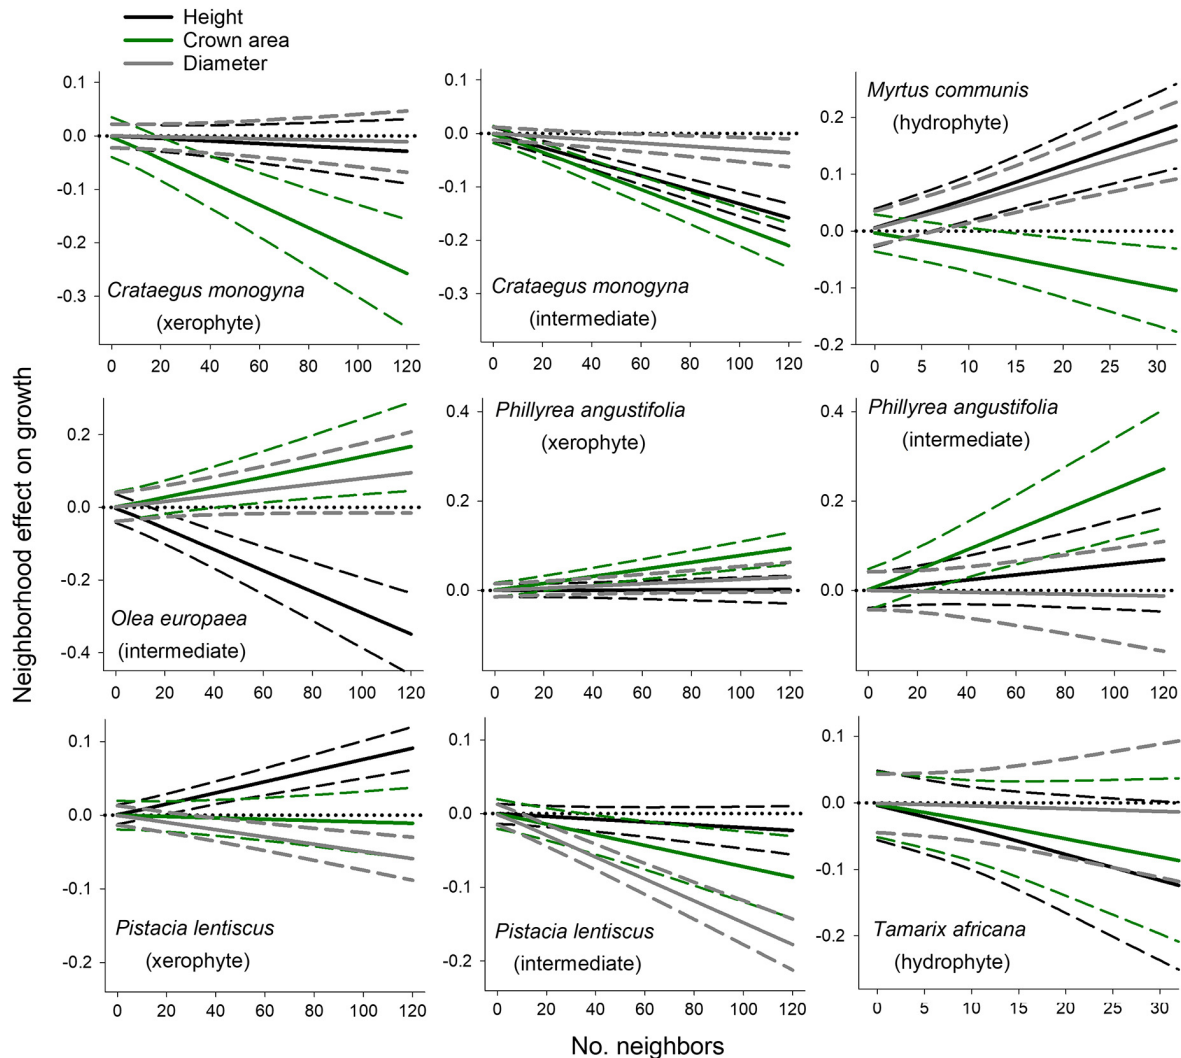 Height
Crown area
Diameter
0.1
0.0
-0.1
-0.2
-0.3
Crataegus monogyna
(xerophyte)
0 20 40 60 80 100 120
0.1
0.0
-0.1
-0.2
-0.3
Crataegus monogyna
(intermediate)
0 20 40 60 80 100 120
Myrtus communis
(hydrophyte)
0.2
0.1
0.0
-0.1
-0.2
0 5 10 15 20 25 30
Neighborhood effect on growth
0.2
0.0
-0.2
-0.4
Olea europaea
(intermediate)
0 20 40 60 80 100 120
Phillyrea angustifolia
(xerophyte)
0.4
0.2
0.0
0 20 40 60 80 100 120
Phillyrea angustifolia
(intermediate)
0.4
0.2
0.0
0 20 40 60 80 100 120
0.1
0.0
-0.1
-0.2
Pistacia lentiscus
(xerophyte)
0 20 40 60 80 100 120
0.1
0.0
-0.1
-0.2
Pistacia lentiscus
(intermediate)
0 20 40 60 80 100 120
0.1
0.0
-0.1
-0.2
Tamarix africana
(hydrophyte)
0 5 10 15 20 25 30
No. neighbors